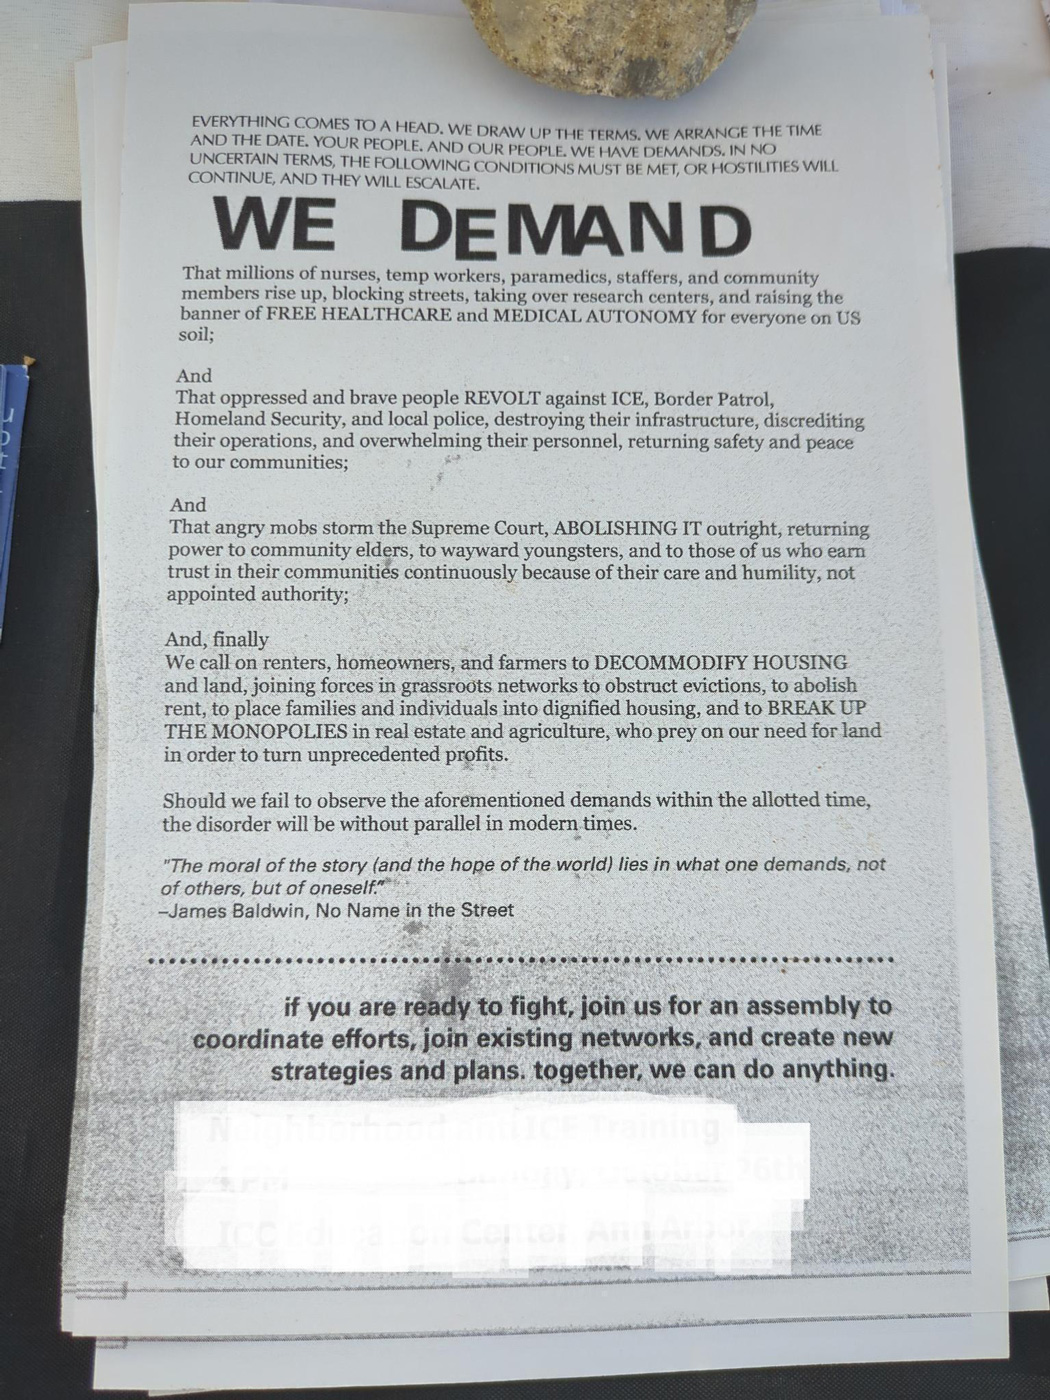 EVERYTHING COMES TO A HEAD. WE DRAW UP THE TERMS. WE ARRANGE THE TIME
AND THE DATE. YOUR PEOPLE. AND OUR PEOPLE. WE HAVE DEMANDS. IN NO
UNCERTAIN TERMS, THE FOLLOWING CONDITIONS MUST BE MET, OR HOSTILITIES WILL
CONTINUE, AND THEY WILL ESCALATE.
WE DEMAND
That millions of nurses, temp workers, paramedics, staffers, and community
members rise up, blocking streets, taking over research centers, and raising the
banner of FREE HEALTHCARE and MEDICAL AUTONOMY for everyone on US
soil;
And
That oppressed and brave people REVOLT against ICE, Border Patrol,
Homeland Security, and local police, destroying their infrastructure, discrediting
their operations, and overwhelming their personnel, returning safety and peace
to our communities;
And
That angry mobs storm the Supreme Court, ABOLISHING IT outright, returning
power to community elders, to wayward youngsters, and to those of us who earn
trust in their communities continuously because of their care and humility, not
appointed authority;
And, finally
We call on renters, homeowners, and farmers to DECOMMODIFY HOUSING
and land, joining forces in grassroots networks to obstruct evictions, to abolish
rent, to place families and individuals into dignified housing, and to BREAK UP
THE MONOPOLIES in real estate and agriculture, who prey on our need for land
in order to turn unprecedented profits.
Should we fail to observe the aforementioned demands within the allotted time,
the disorder will be without parallel in modern times.
"The moral of the story (and the hope of the world) lies in what one demands, not
of others, but of oneself."
–James Baldwin, No Name in the Street
if you are ready to fight, join us for an assembly to
coordinate efforts, join existing networks, and create new
strategies and plans. together, we can do anything.